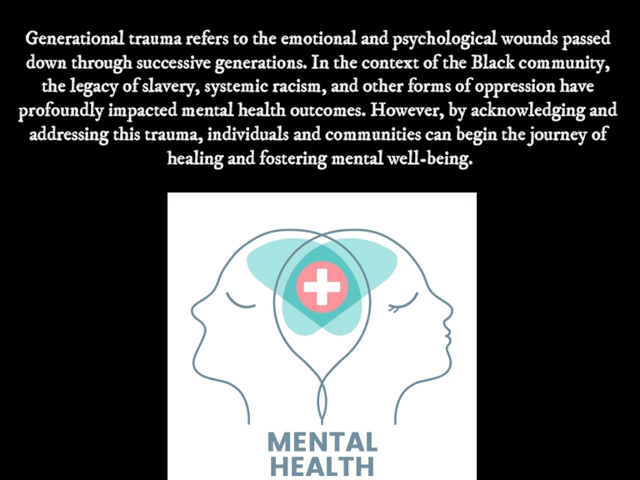 Generational trauma refers to the emotional and psychological wounds passed
down through successive generations. In the context of the Black community,
the legacy of slavery, systemic racism, and other forms of oppression have
profoundly impacted mental health outcomes. However, by acknowledging and
addressing this trauma, individuals and communities can begin the journey of
healing and fostering mental well-being.
MENTAL
HEALTH